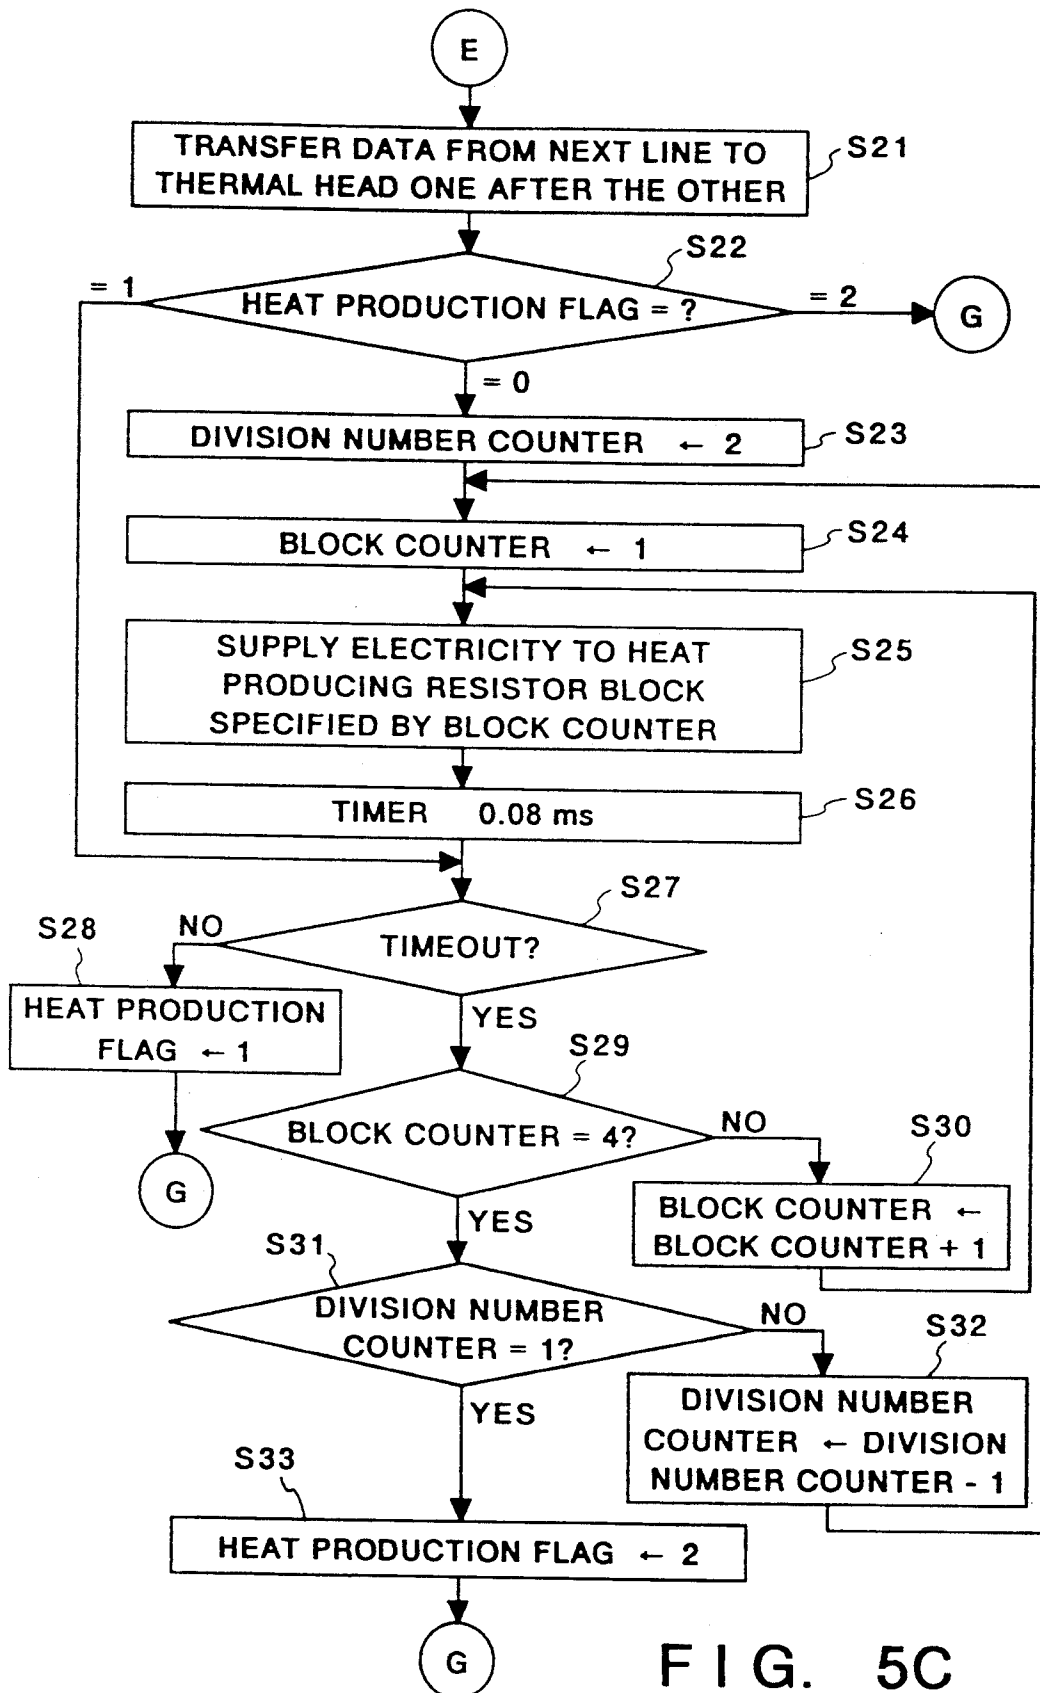 E
TRANSFER DATA FROM NEXT LINE TO
THERMAL HEAD ONE AFTER THE OTHER
S21
S22
= 1
HEAT PRODUCTION FLAG = ?
= 2
G
= 0
DIVISION NUMBER COUNTER ← 2
S23
BLOCK COUNTER ← 1
S24
SUPPLY ELECTRICITY TO HEAT
PRODUCING RESISTOR BLOCK
SPECIFIED BY BLOCK COUNTER
S25
TIMER 0.08 ms
S26
S27
TIMEOUT?
NO
S28
HEAT PRODUCTION
FLAG ← 1
G
YES
S29
BLOCK COUNTER = 4?
NO
S30
BLOCK COUNTER ←
BLOCK COUNTER + 1
YES
S31
DIVISION NUMBER
COUNTER = 1?
NO
S32
DIVISION NUMBER
COUNTER ← DIVISION
NUMBER COUNTER - 1
YES
S33
HEAT PRODUCTION FLAG ← 2
G
FIG. 5C